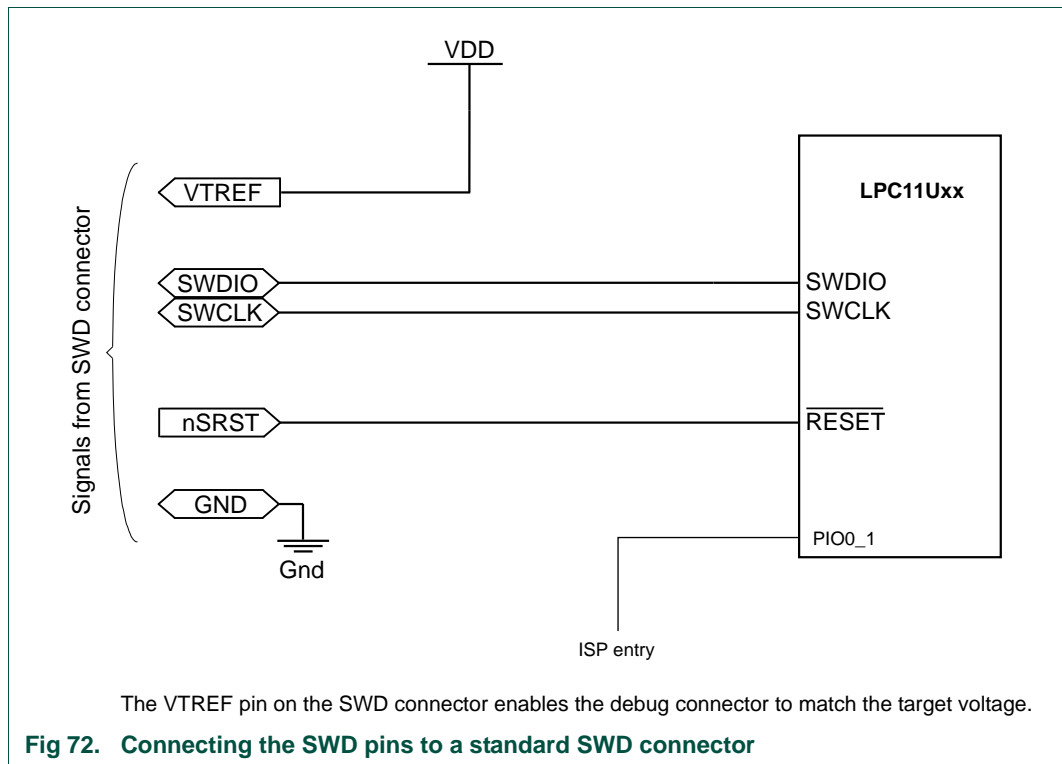 VDD
VTREF
LPC11Uxx
Signals from SWD connector
SWDIO
SWDIO
SWCLK
SWCLK
nSRST
RESET
GND
Gnd
PIO0_1
ISP entry
The VTREF pin on the SWD connector enables the debug connector to match the target voltage.
Fig 72. Connecting the SWD pins to a standard SWD connector